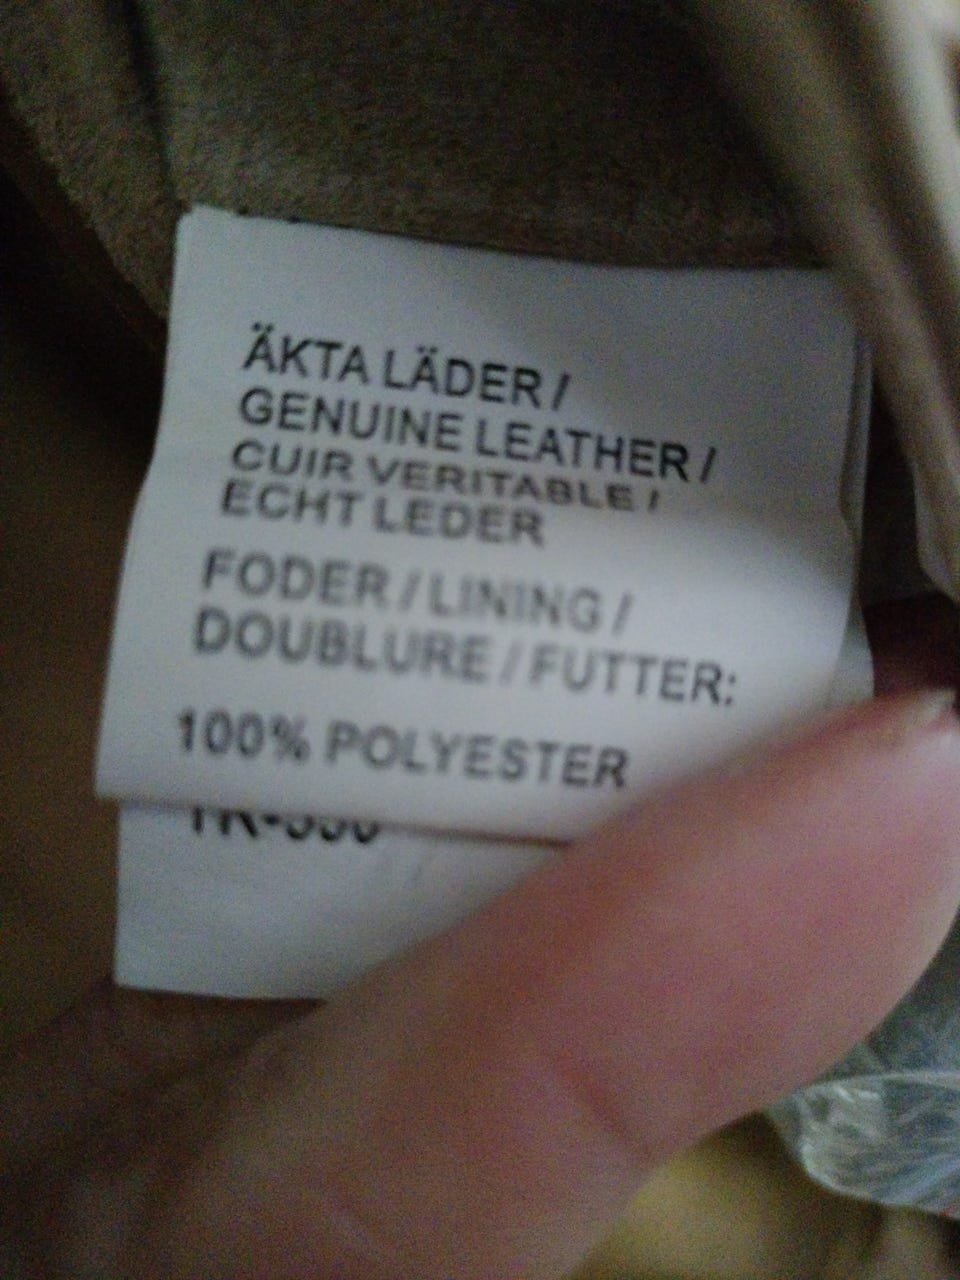 ÄKTA LÄDER /
GENUINE LEATHER /
CUIR VERITABLE /
ECHT LEDER
FODER / LINING /
DOUBLURE / FUTTER:
100% POLYESTER